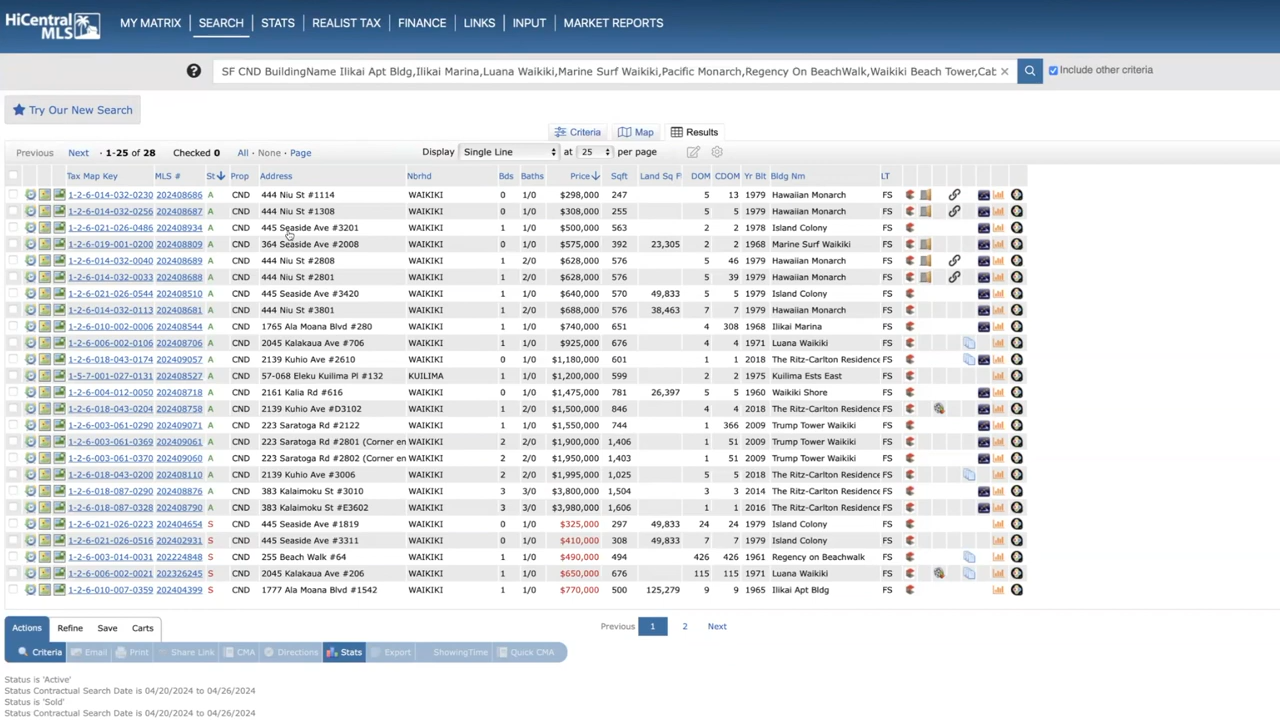 HiCentral MLS
MY MATRIX SEARCH STATS REALIST TAX FINANCE LINKS INPUT MARKET REPORTS
? SF CND BuildingName Ilikai Apt Bldg,Ilikai Marina,Luana Waikiki,Marine Surf Waikiki,Pacific Monarch,Regency On BeachWalk,Waikiki Beach Tower,Cab × Include other criteria
Try Our New Search
Criteria Map Results
Previous Next · 1-25 of 28 Checked 0 All · None · Page Display Single Line at 25 per page
Tax Map Key MLS # St Prop Address Nbrhd Bds Baths Price Sqft Land Sq F DOM CDOM Yr Blt Bldg Nm LT
1-2-6-014-032-0230 202408686 A CND 444 Niu St #1114 WAIKIKI 0 1/0 $298,000 247 5 13 1979 Hawaiian Monarch FS
1-2-6-014-032-0256 202408687 A CND 444 Niu St #1308 WAIKIKI 0 1/0 $308,000 255 5 5 1979 Hawaiian Monarch FS
1-2-6-021-026-0486 202408934 A CND 445 Seaside Ave #3201 WAIKIKI 1 1/0 $500,000 563 2 2 1978 Island Colony FS
1-2-6-019-001-0200 202408809 A CND 364 Seaside Ave #2008 WAIKIKI 0 1/0 $575,000 392 23,305 2 2 1968 Marine Surf Waikiki FS
1-2-6-014-032-0040 202408689 A CND 444 Niu St #2808 WAIKIKI 1 2/0 $628,000 576 5 46 1979 Hawaiian Monarch FS
1-2-6-014-032-0033 202408688 A CND 444 Niu St #2801 WAIKIKI 1 2/0 $628,000 576 5 39 1979 Hawaiian Monarch FS
1-2-6-021-026-0544 202408510 A CND 445 Seaside Ave #3420 WAIKIKI 1 1/0 $640,000 570 49,833 5 5 1979 Island Colony FS
1-2-6-014-032-0113 202408681 A CND 444 Niu St #3801 WAIKIKI 1 2/0 $688,000 576 38,463 7 7 1979 Hawaiian Monarch FS
1-2-6-010-002-0006 202408544 A CND 1765 Ala Moana Blvd #280 WAIKIKI 1 1/0 $740,000 651 4 308 1968 Ilikai Marina FS
1-2-6-006-002-0106 202408706 A CND 2045 Kalakaua Ave #706 WAIKIKI 1 1/0 $925,000 676 4 4 1971 Luana Waikiki FS
1-2-6-018-043-0174 202409057 A CND 2139 Kuhio Ave #2610 WAIKIKI 0 1/0 $1,180,000 601 1 1 2018 The Ritz-Carlton Residence FS
1-5-7-001-027-0131 202408527 A CND 57-068 Eleku Kuilima Pl #132 KUILIMA 1 1/0 $1,200,000 599 2 2 1975 Kuilima Ests East FS
1-2-6-004-012-0050 202408718 A CND 2161 Kalia Rd #616 WAIKIKI 1 1/0 $1,475,000 781 26,397 5 5 1960 Waikiki Shore FS
1-2-6-018-043-0204 202408758 A CND 2139 Kuhio Ave #D3102 WAIKIKI 1 2/0 $1,500,000 846 4 4 2018 The Ritz-Carlton Residence FS
1-2-6-003-061-0290 202409071 A CND 223 Saratoga Rd #2122 WAIKIKI 1 1/0 $1,550,000 744 1 366 2009 Trump Tower Waikiki FS
1-2-6-003-061-0369 202409061 A CND 223 Saratoga Rd #2801 (Corner en WAIKIKI 2 2/0 $1,900,000 1,406 1 51 2009 Trump Tower Waikiki FS
1-2-6-003-061-0370 202409060 A CND 223 Saratoga Rd #2802 (Corner en WAIKIKI 2 2/0 $1,950,000 1,403 1 51 2009 Trump Tower Waikiki FS
1-2-6-018-043-0200 202408110 A CND 2139 Kuhio Ave #3006 WAIKIKI 2 2/0 $1,995,000 1,025 5 5 2018 The Ritz-Carlton Residence FS
1-2-6-018-087-0290 202408876 A CND 383 Kalaimoku St #3010 WAIKIKI 3 3/0 $3,800,000 1,504 3 3 2014 The Ritz-Carlton Residence FS
1-2-6-018-087-0328 202408790 A CND 383 Kalaimoku St #E3602 WAIKIKI 3 3/0 $3,980,000 1,606 1 1 2016 The Ritz-Carlton Residence FS
1-2-6-021-026-0223 202404654 S CND 445 Seaside Ave #1819 WAIKIKI 0 1/0 $325,000 297 49,833 24 24 1979 Island Colony FS
1-2-6-021-026-0516 202402931 S CND 445 Seaside Ave #3311 WAIKIKI 0 1/0 $410,000 308 49,833 7 7 1979 Island Colony FS
1-2-6-003-014-0031 202224848 S CND 255 Beach Walk #64 WAIKIKI 1 1/0 $490,000 494 426 426 1961 Regency on Beachwalk FS
1-2-6-006-002-0021 202326245 S CND 2045 Kalakaua Ave #206 WAIKIKI 1 1/0 $650,000 676 115 115 1971 Luana Waikiki FS
1-2-6-010-007-0359 202404399 S CND 1777 Ala Moana Blvd #1542 WAIKIKI 1 1/0 $770,000 500 125,279 9 9 1965 Ilikai Apt Bldg FS
Actions Refine Save Carts Previous 1 2 Next
Criteria Email Print Share Link CMA Directions Stats Export ShowingTime Quick CMA
Status is 'Active'
Status Contractual Search Date is 04/20/2024 to 04/26/2024
Status is 'Sold'
Status Contractual Search Date is 04/20/2024 to 04/26/2024